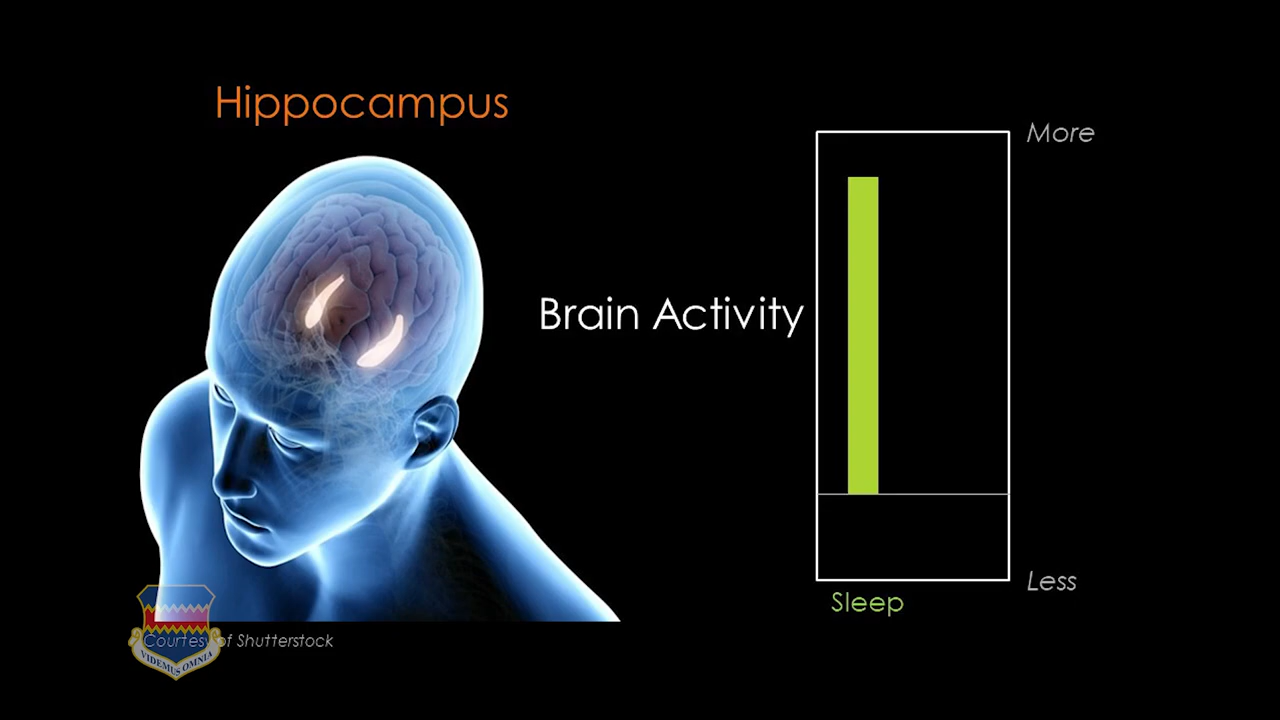 Hippocampus
More
Brain Activity
Less
Sleep
Courtesy of Shutterstock
VIDEMUS OMNIA